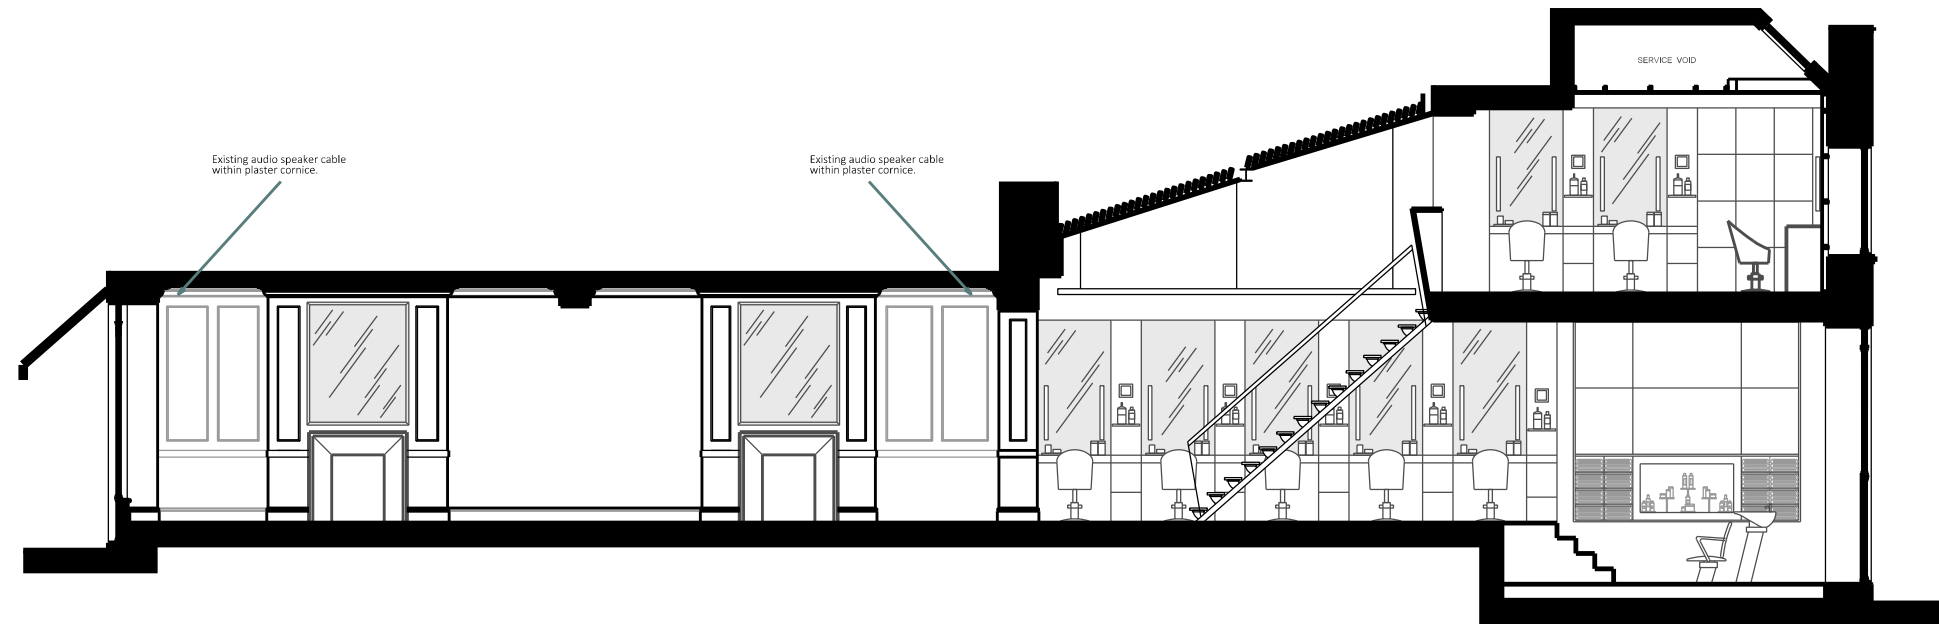 SERVICE VOID
Existing audio speaker cable
within plaster cornice.
Existing audio speaker cable
within plaster cornice.